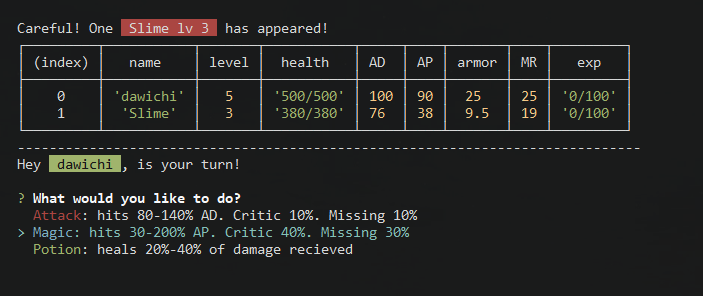 Careful! One Slime lv 3 has appeared!
(index) name level health AD AP armor MR exp
0 'dawichi' 5 '500/500' 100 90 25 25 '0/100'
1 'Slime' 3 '380/380' 76 38 9.5 19 '0/100'
------------------------------------------------------------------------------
Hey dawichi , is your turn!
? What would you like to do?
Attack: hits 80-140% AD. Critic 10%. Missing 10%
> Magic: hits 30-200% AP. Critic 40%. Missing 30%
Potion: heals 20%-40% of damage recieved